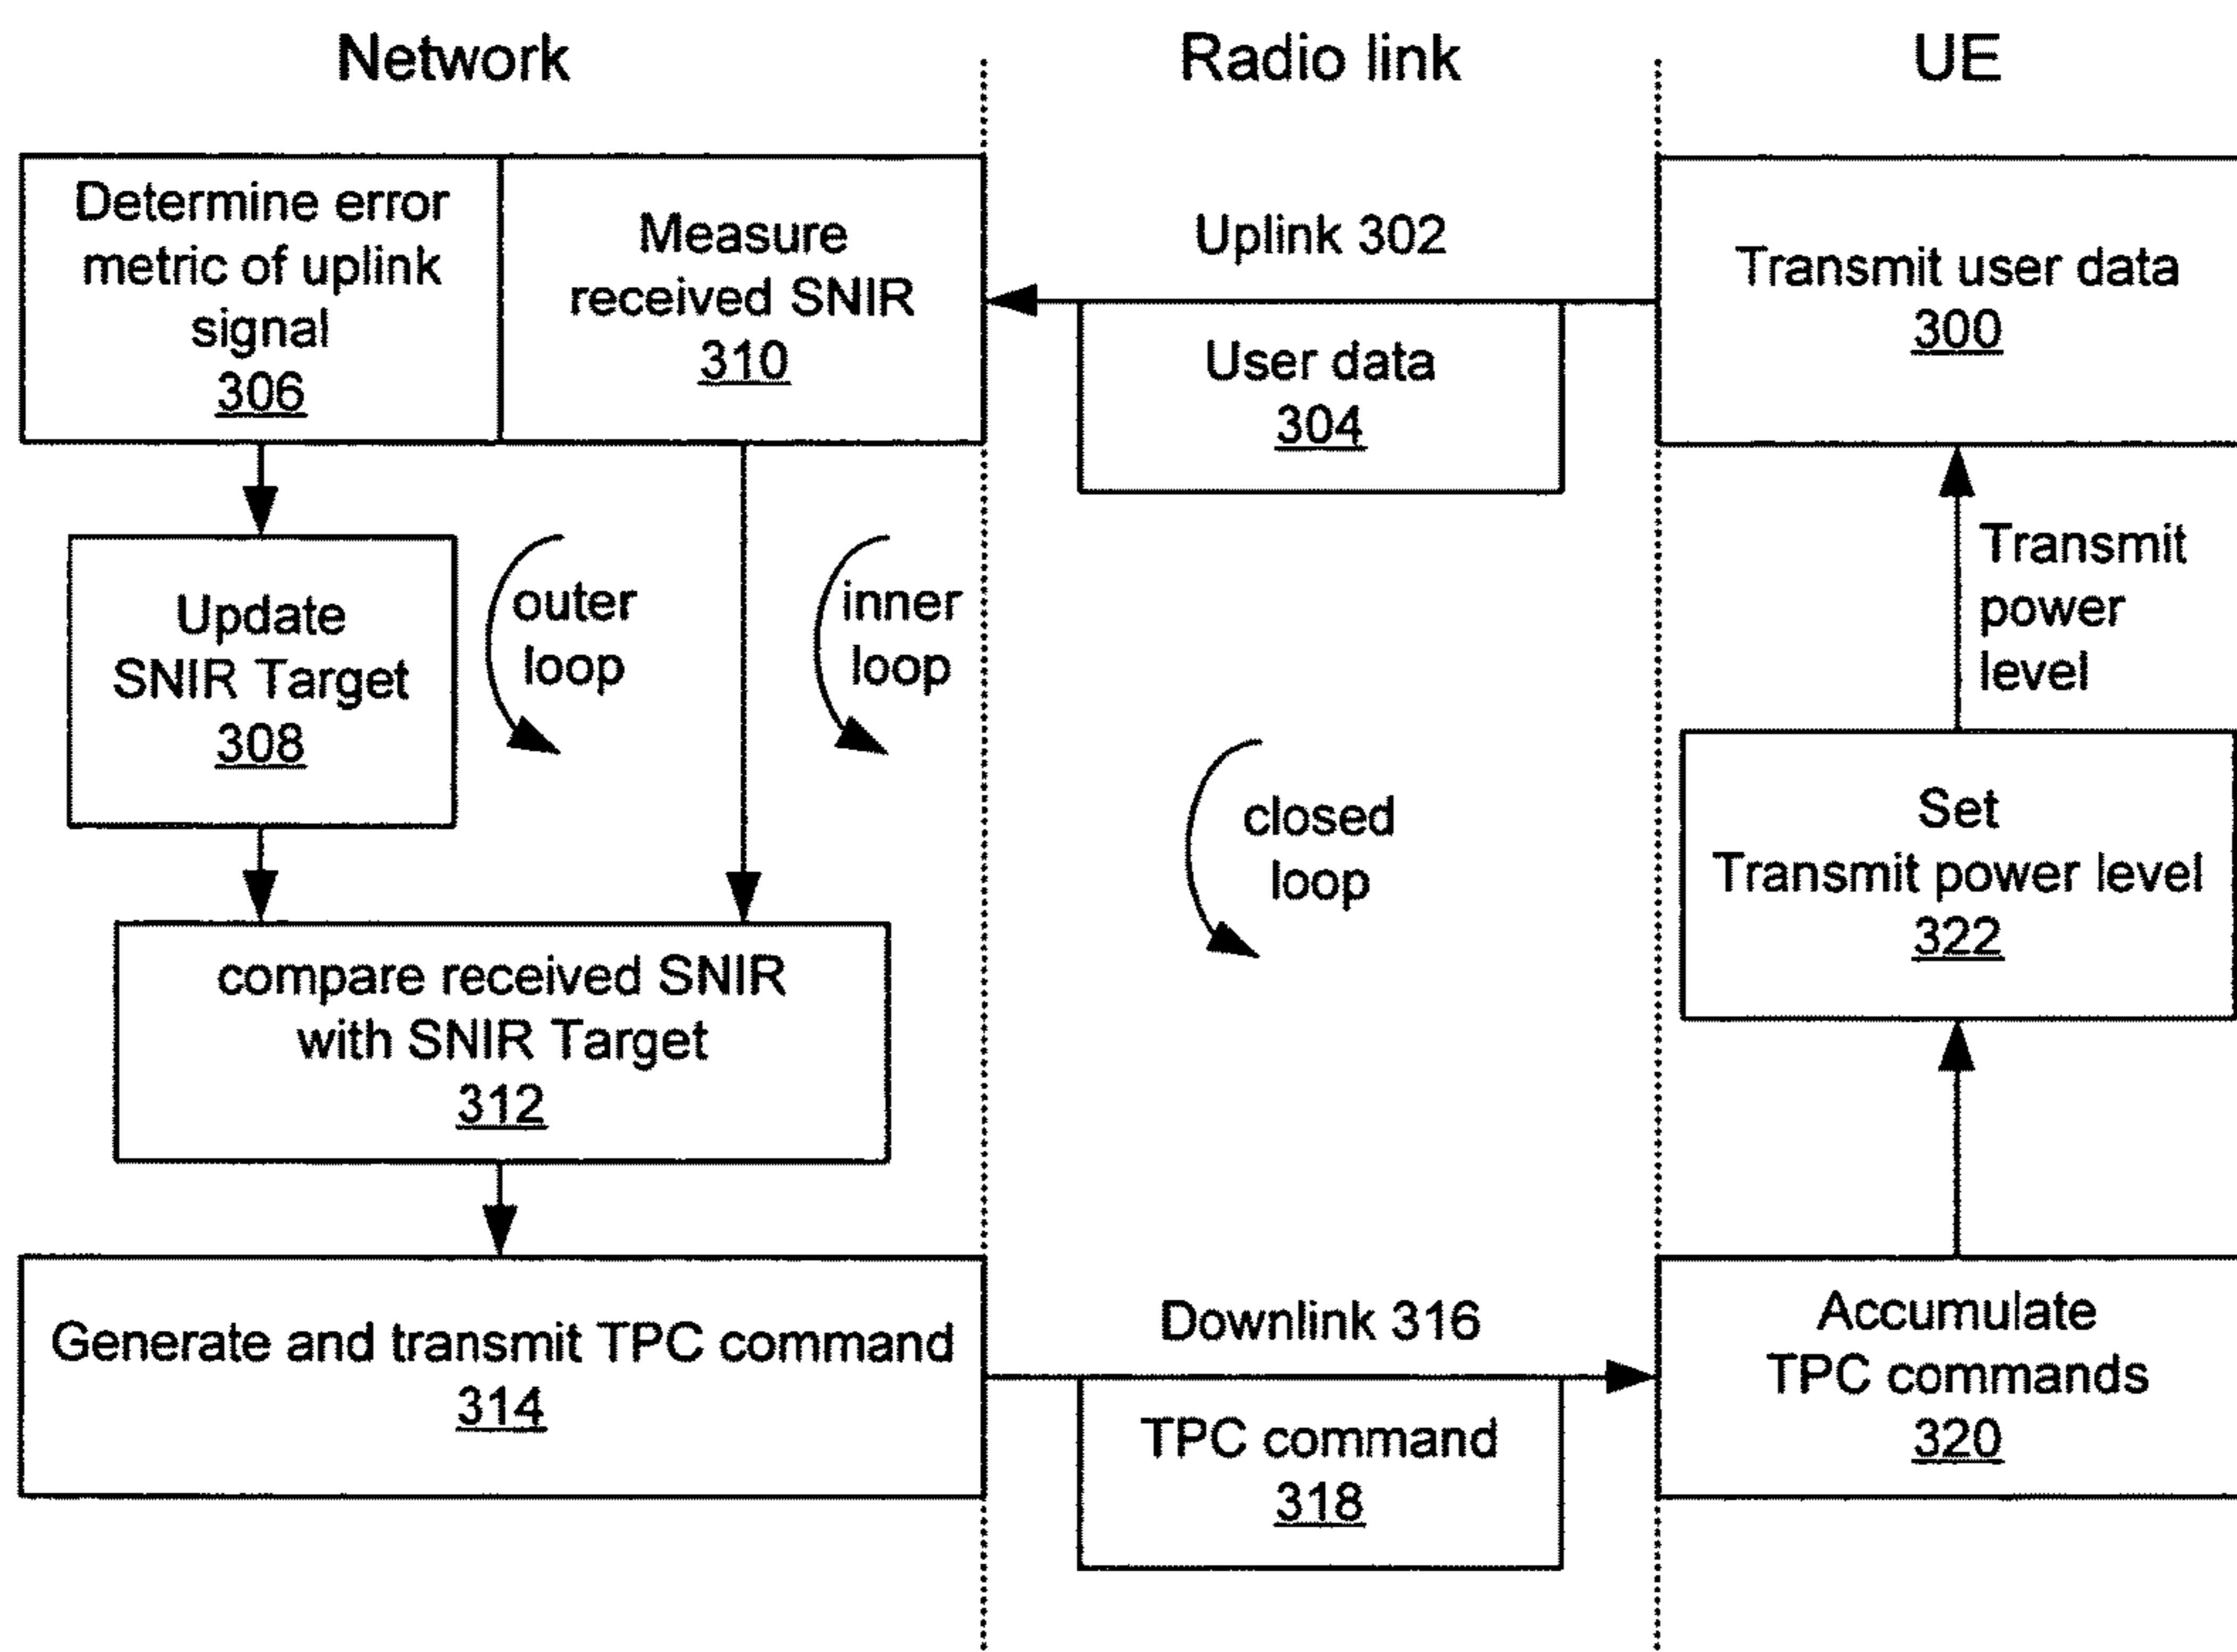 Network
Radio link
UE
Determine error
metric of uplink
signal
306
Measure
received SNIR
310
Uplink 302
User data
304
Transmit user data
300
Update
SNIR Target
308
outer
loop
inner
loop
closed
loop
Transmit
power
level
Set
Transmit power level
322
compare received SNIR
with SNIR Target
312
Generate and transmit TPC command
314
Downlink 316
TPC command
318
Accumulate
TPC commands
320